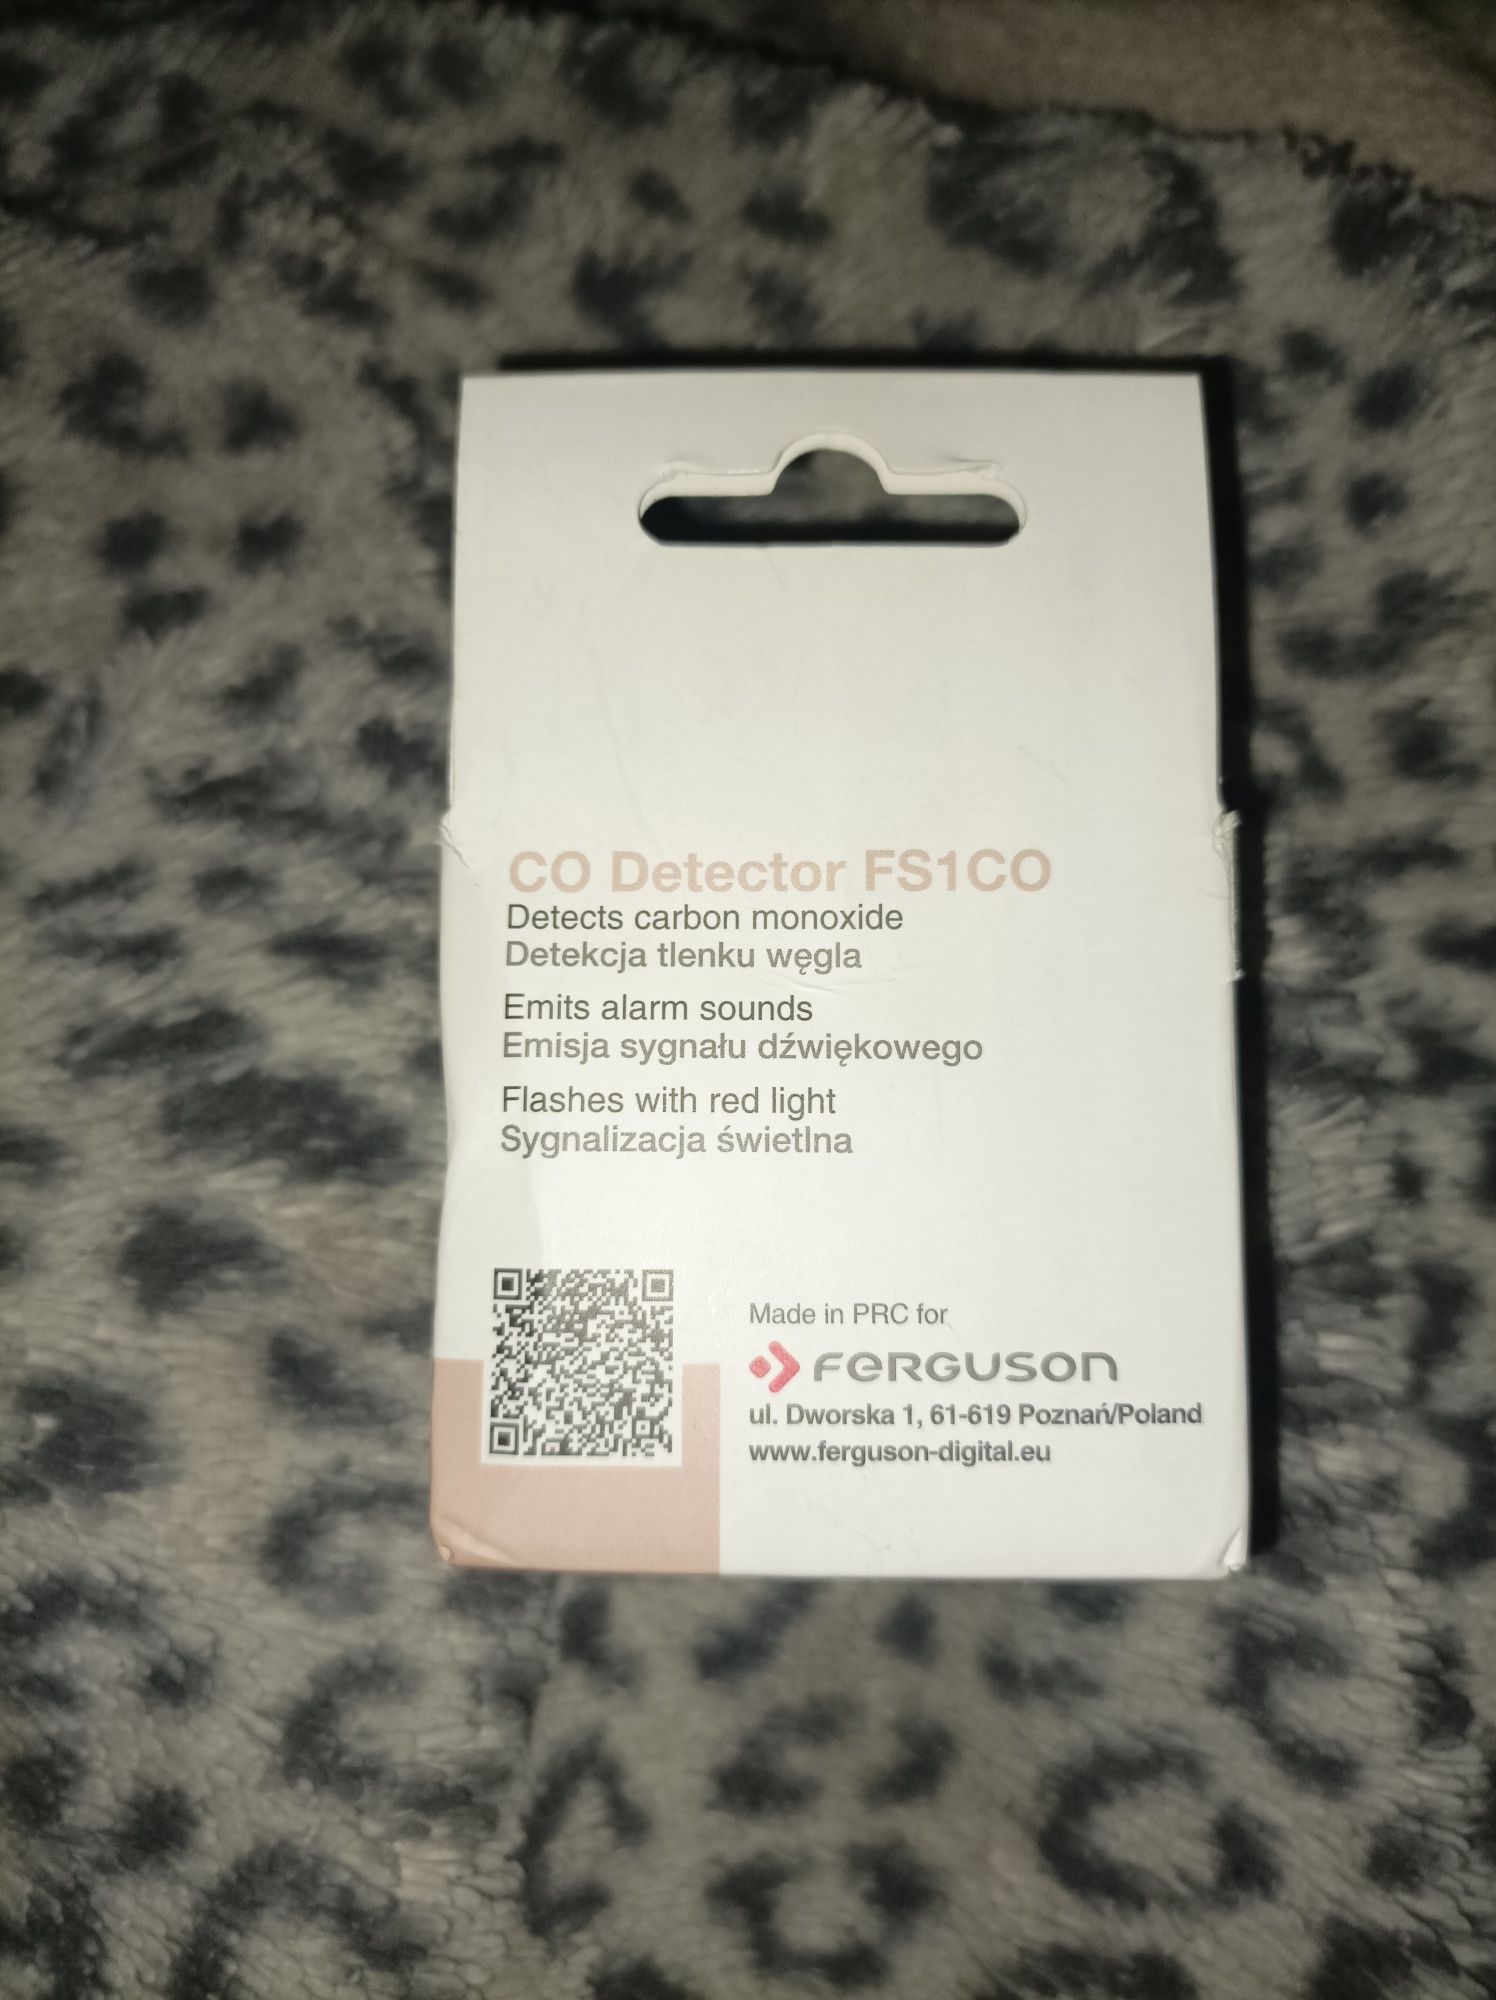 CO Detector FS1CO
Detects carbon monoxide
Detekcja tlenku węgla
Emits alarm sounds
Emisja sygnału dźwiękowego
Flashes with red light
Sygnalizacja świetlna
Made in PRC for
FERGUSON
ul. Dworska 1, 61-619 Poznań/Poland
www.ferguson-digital.eu